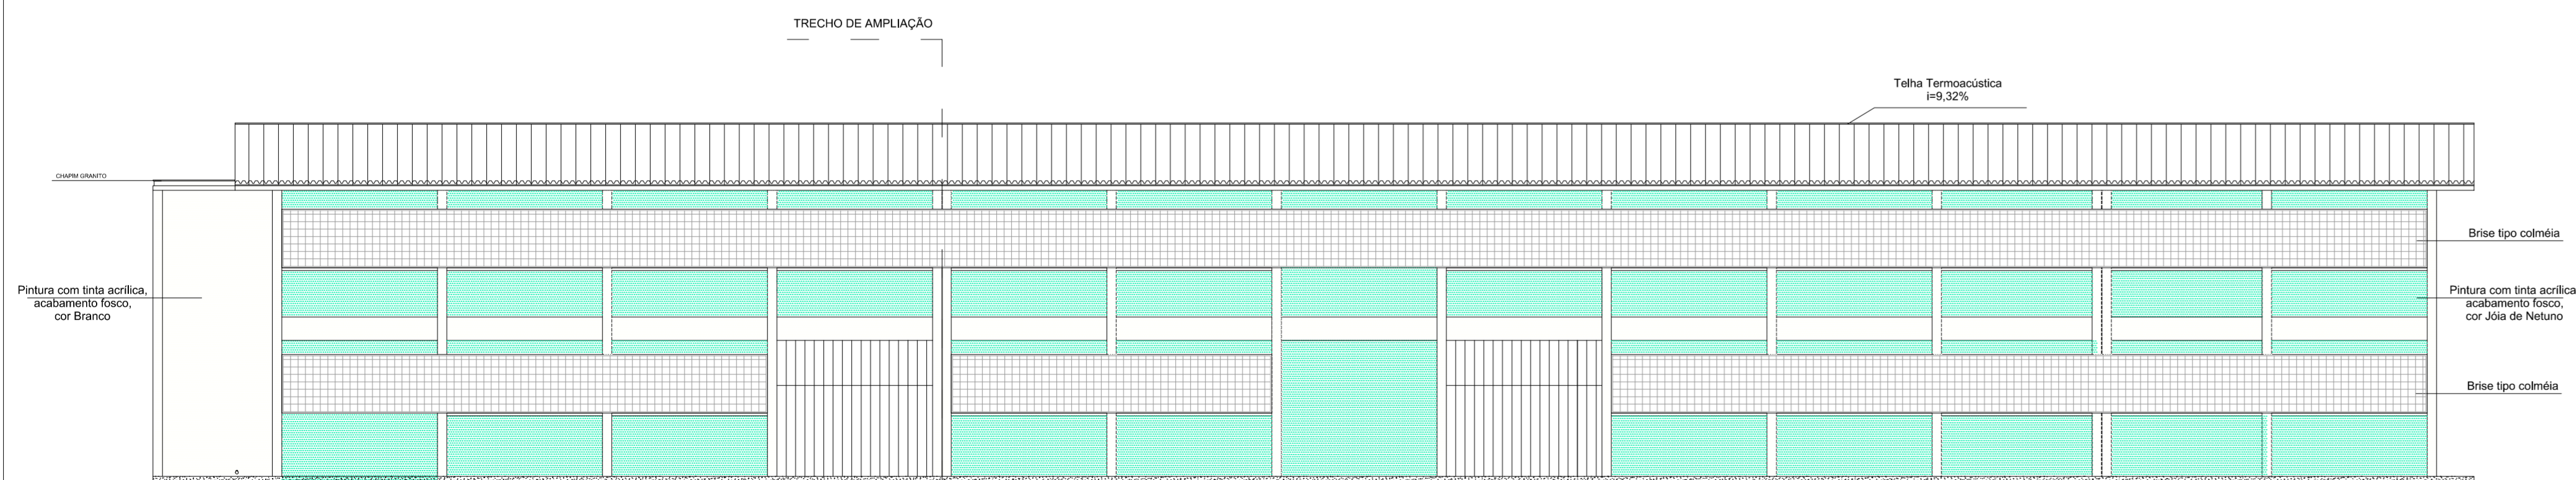 TRECHO DE AMPLIAÇÃO
Telha Termoacústica
i=9,32%
CHAPIM GRANITO
Brise tipo colméia
Pintura com tinta acrílica,
acabamento fosco,
cor Branco
Pintura com tinta acrílica
acabamento fosco,
cor Jóia de Netuno
Brise tipo colméia